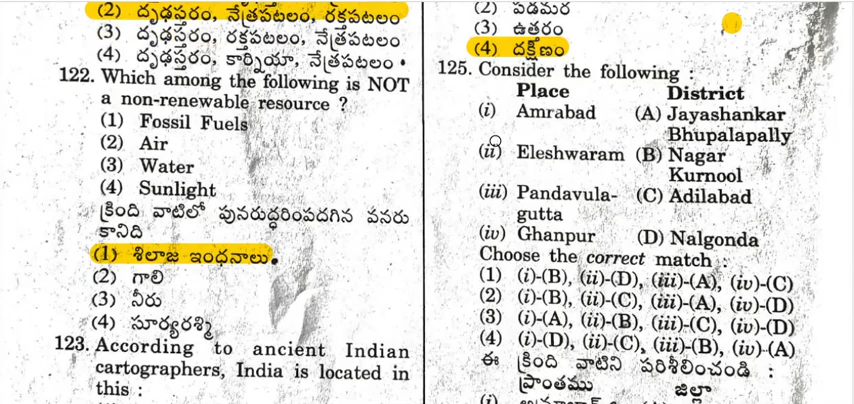 (2) దృఢస్తరం, నేత్రపటలం, రక్తపటలం
(3) దృఢస్తరం, రక్తపటలం, నేత్రపటలం
(4) దృఢస్తరం, కార్నియా, నేత్రపటలం
122. Which among the following is NOT
a non-renewable resource ?
(1) Fossil Fuels
(2) Air
(3) Water
(4) Sunlight
క్రింది వాటిలో పునరుద్ధరింపదగిన వనరు
కానిది
(1) శిలాజ ఇంధనాలు
(2) గాలి
(3) నీరు
(4) సూర్యరశ్మి
123. According to ancient Indian
cartographers, India is located in
this :
(2) పడమర
(3) ఉత్తరం
(4) దక్షిణం
125. Consider the following :
Place District
(i) Amrabad (A) Jayashankar
Bhupalapally
(ii) Eleshwaram (B) Nagar
Kurnool
(iii) Pandavula- (C) Adilabad
gutta
(iv) Ghanpur (D) Nalgonda
Choose the correct match :
(1) (i)-(B), (ii)-(D), (iii)-(A), (iv)-(C)
(2) (i)-(B), (ii)-(C), (iii)-(A), (iv)-(D)
(3) (i)-(A), (ii)-(B), (iii)-(C), (iv)-(D)
(4) (i)-(D), (ii)-(C), (iii)-(B), (iv)-(A)
ఈ క్రింది వాటిని పరిశీలించండి :
ప్రాంతము జిల్లా
(i)